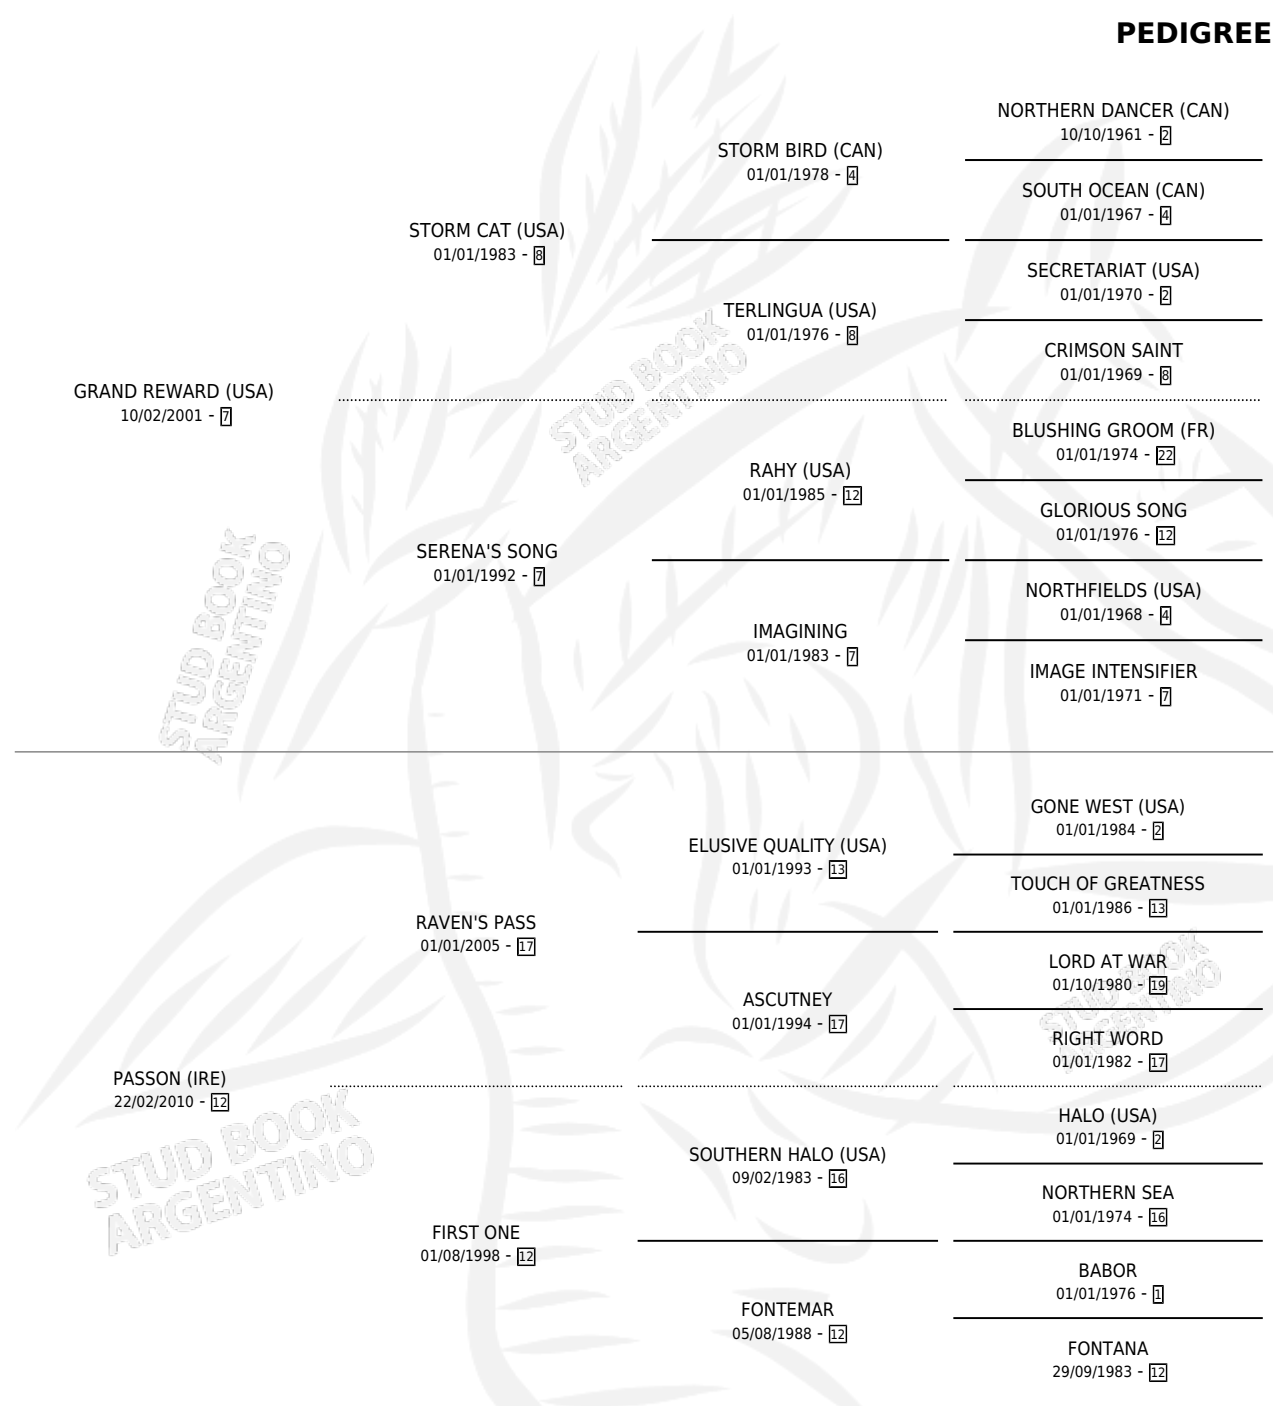 PEDIGREE
NORTHERN DANCER (CAN)
10/10/1961 - 2
STORM BIRD (CAN)
01/01/1978 - 4
SOUTH OCEAN (CAN)
01/01/1967 - 4
STORM CAT (USA)
01/01/1983 - 8
SECRETARIAT (USA)
01/01/1970 - 2
TERLINGUA (USA)
01/01/1976 - 8
CRIMSON SAINT
01/01/1969 - 8
GRAND REWARD (USA)
10/02/2001 - 7
STUD BOOK
ARGENTINO
BLUSHING GROOM (FR)
01/01/1974 - 22
RAHY (USA)
01/01/1985 - 12
GLORIOUS SONG
01/01/1976 - 12
SERENA'S SONG
01/01/1992 - 7
NORTHFIELDS (USA)
01/01/1968 - 4
IMAGINING
01/01/1983 - 7
IMAGE INTENSIFIER
01/01/1971 - 7
STUD BOOK
ARGENTINO
GONE WEST (USA)
01/01/1984 - 2
ELUSIVE QUALITY (USA)
01/01/1993 - 13
TOUCH OF GREATNESS
01/01/1986 - 13
RAVEN'S PASS
01/01/2005 - 17
LORD AT WAR
01/10/1980 - 19
ASCUTNEY
01/01/1994 - 17
STUD BOOK
ARGENTINO
RIGHT WORD
01/01/1982 - 17
PASSON (IRE)
22/02/2010 - 12
HALO (USA)
01/01/1969 - 2
SOUTHERN HALO (USA)
09/02/1983 - 16
STUD BOOK
ARGENTINO
NORTHERN SEA
01/01/1974 - 16
FIRST ONE
01/08/1998 - 12
BABOR
01/01/1976 - 1
FONTEMAR
05/08/1988 - 12
FONTANA
29/09/1983 - 12